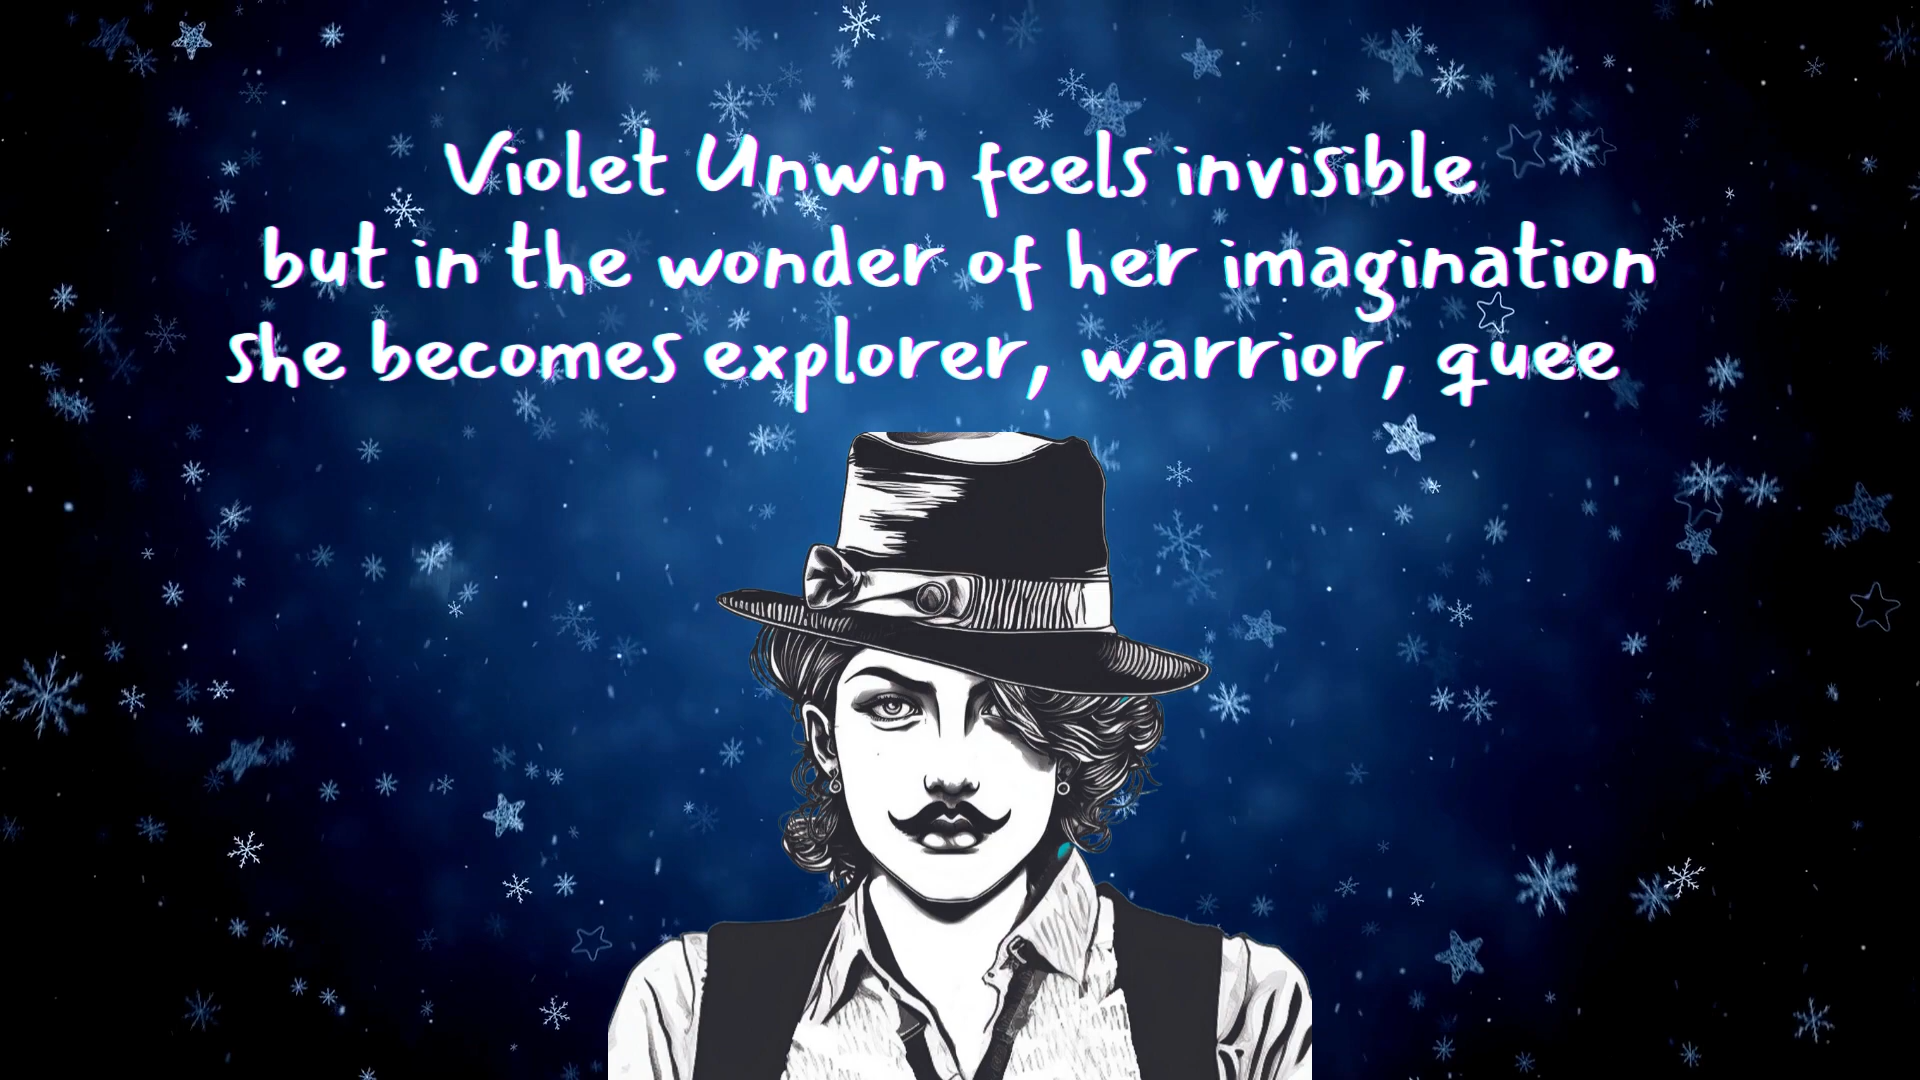 Violet Unwin feels invisible
but in the wonder of her imagination
she becomes explorer, warrior, quee